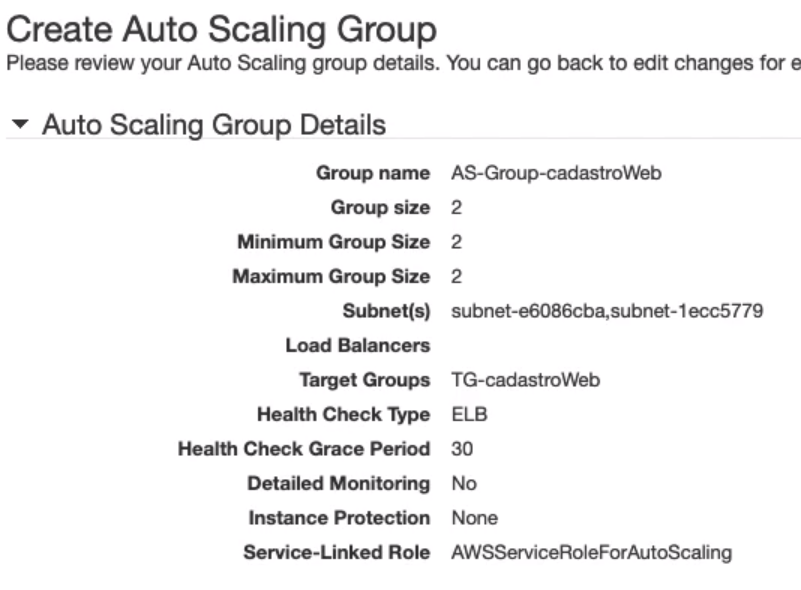 Create Auto Scaling Group
Please review your Auto Scaling group details. You can go back to edit changes for e
Auto Scaling Group Details
Group name AS-Group-cadastroWeb
Group size 2
Minimum Group Size 2
Maximum Group Size 2
Subnet(s) subnet-e6086cba,subnet-1ecc5779
Load Balancers
Target Groups TG-cadastroWeb
Health Check Type ELB
Health Check Grace Period 30
Detailed Monitoring No
Instance Protection None
Service-Linked Role AWSServiceRoleForAutoScaling